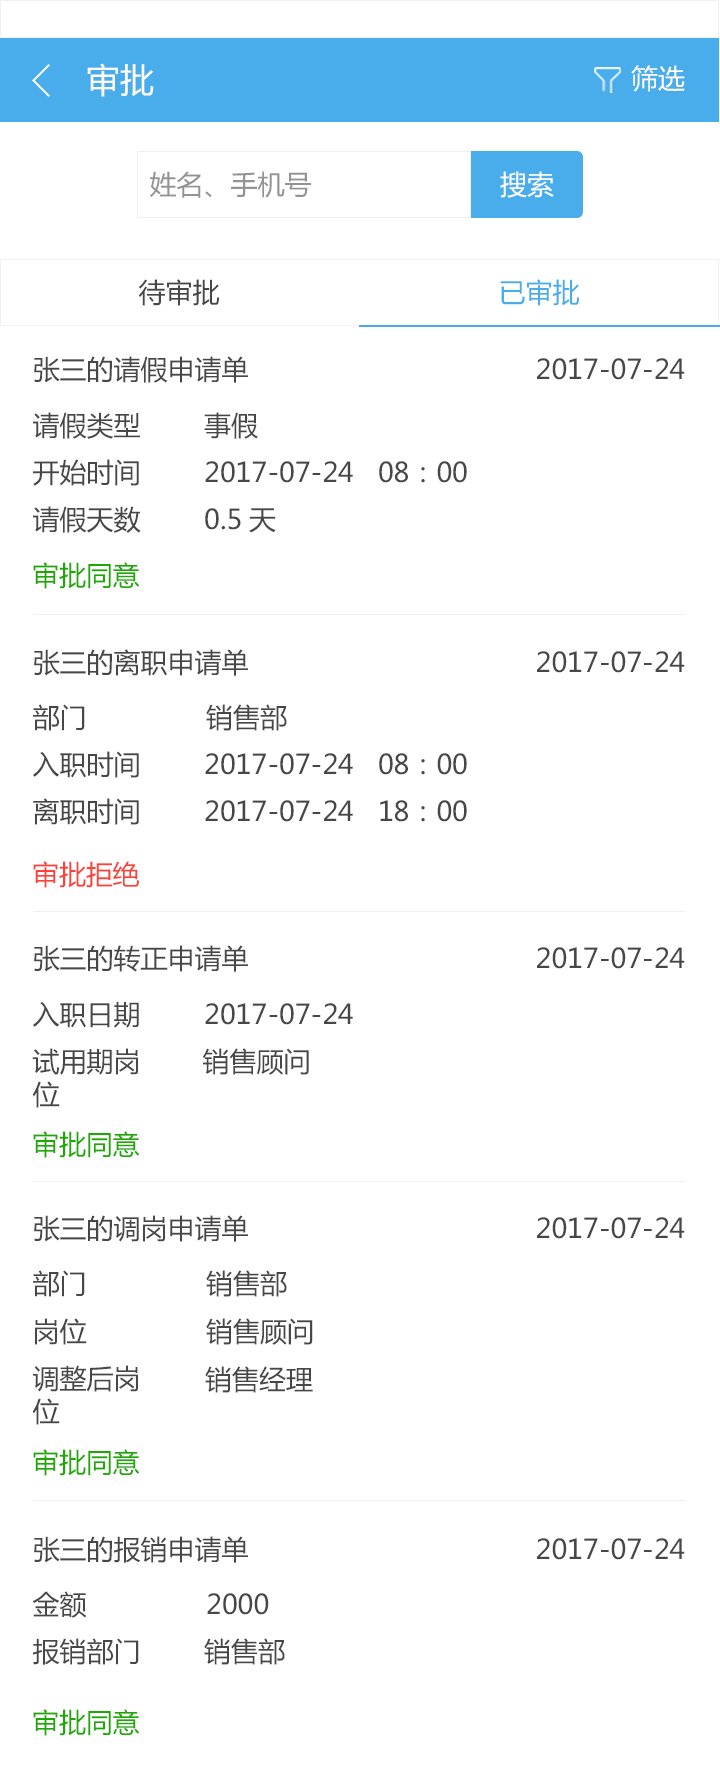 审批 筛选
姓名、手机号 搜索
待审批 已审批
张三的请假申请单 2017-07-24
请假类型 事假
开始时间 2017-07-24 08：00
请假天数 0.5 天
审批同意
张三的离职申请单 2017-07-24
部门 销售部
入职时间 2017-07-24 08：00
离职时间 2017-07-24 18：00
审批拒绝
张三的转正申请单 2017-07-24
入职日期 2017-07-24
试用期岗 销售顾问
位
审批同意
张三的调岗申请单 2017-07-24
部门 销售部
岗位 销售顾问
调整后岗 销售经理
位
审批同意
张三的报销申请单 2017-07-24
金额 2000
报销部门 销售部
审批同意